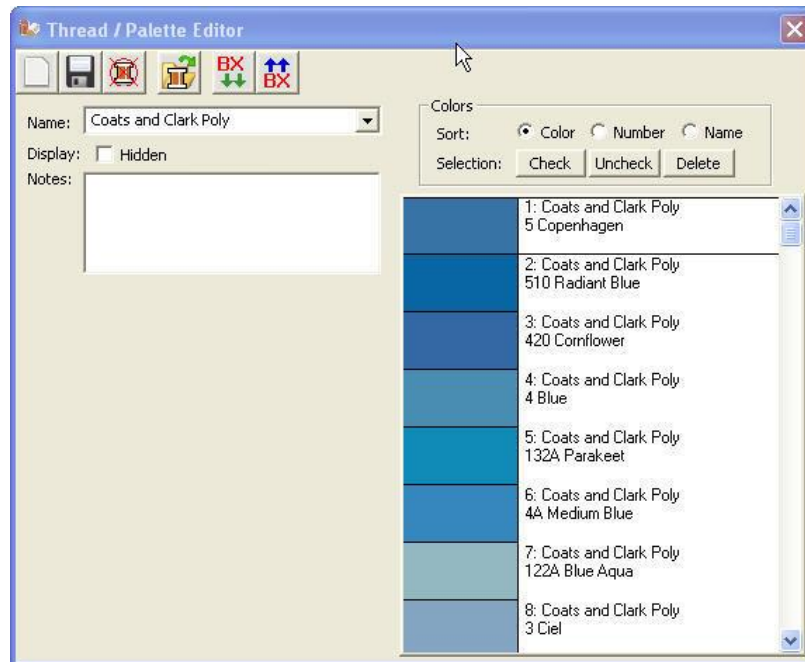 Thread / Palette Editor
BX
BX
Name: Coats and Clark Poly
Display: Hidden
Notes:
Colors
Sort: Color Number Name
Selection: Check Uncheck Delete
1: Coats and Clark Poly
5 Copenhagen
2: Coats and Clark Poly
510 Radiant Blue
3: Coats and Clark Poly
420 Cornflower
4: Coats and Clark Poly
4 Blue
5: Coats and Clark Poly
132A Parakeet
6: Coats and Clark Poly
4A Medium Blue
7: Coats and Clark Poly
122A Blue Aqua
8: Coats and Clark Poly
3 Ciel